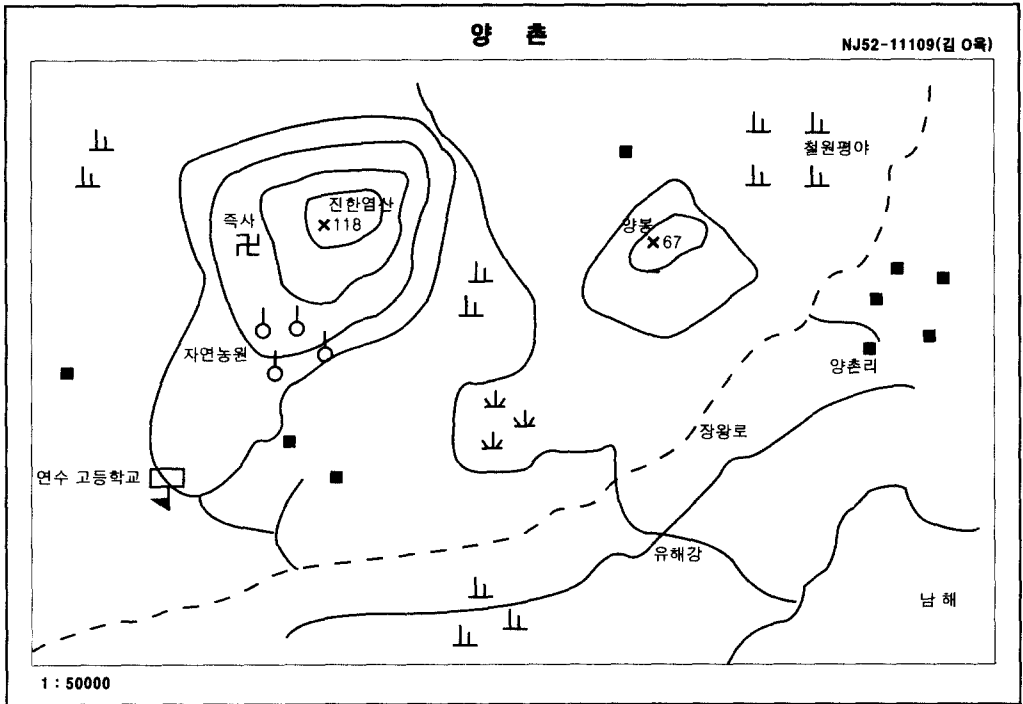 양 촌
NJ52-11109(김 O옥)
철원평야
진한염산
×118
즉사
양봉
×67
자연농원
양촌리
장왕로
연수 고등학교
유해강
남 해
1 : 50000